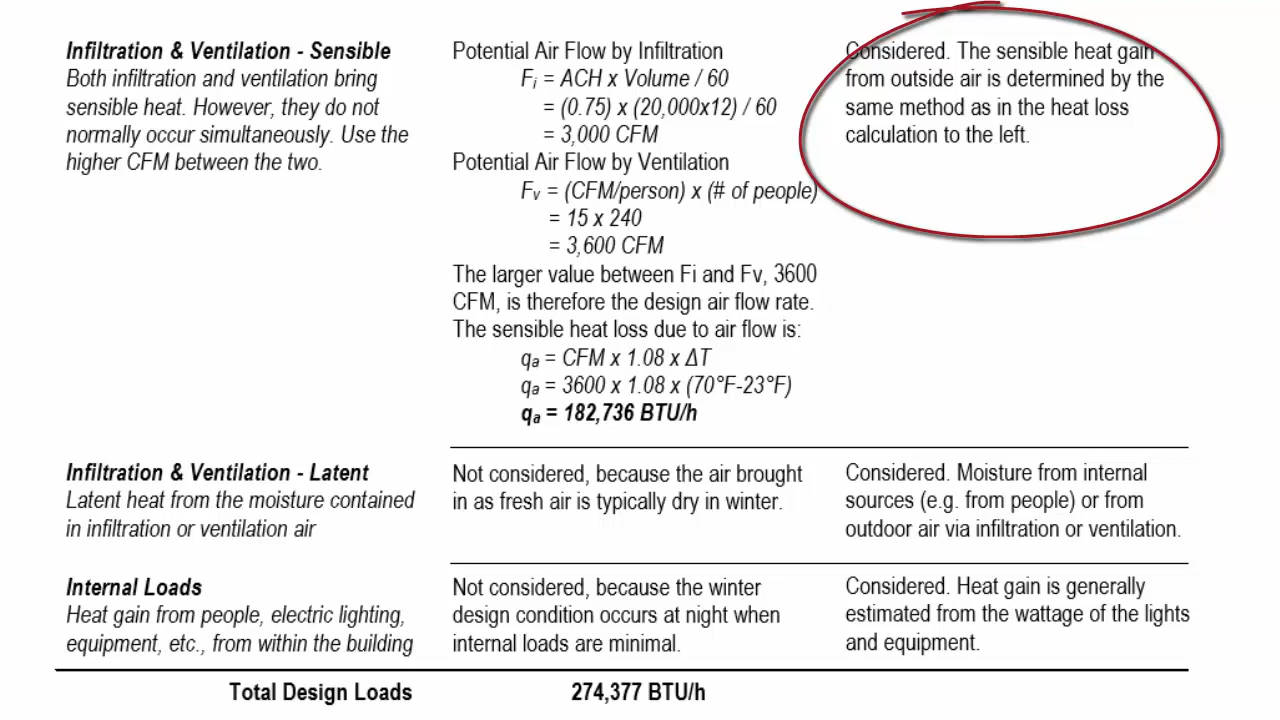 Infiltration & Ventilation - Sensible
Both infiltration and ventilation bring
sensible heat. However, they do not
normally occur simultaneously. Use the
higher CFM between the two.
Potential Air Flow by Infiltration
Fi = ACH x Volume / 60
= (0.75) x (20,000x12) / 60
= 3,000 CFM
Potential Air Flow by Ventilation
Fv = (CFM/person) x (# of people)
= 15 x 240
= 3,600 CFM
The larger value between Fi and Fv, 3600
CFM, is therefore the design air flow rate.
The sensible heat loss due to air flow is:
qa = CFM x 1.08 x ΔT
qa = 3600 x 1.08 x (70°F-23°F)
qa = 182,736 BTU/h
Considered. The sensible heat gain
from outside air is determined by the
same method as in the heat loss
calculation to the left.
Infiltration & Ventilation - Latent
Latent heat from the moisture contained
in infiltration or ventilation air
Not considered, because the air brought
in as fresh air is typically dry in winter.
Considered. Moisture from internal
sources (e.g. from people) or from
outdoor air via infiltration or ventilation.
Internal Loads
Heat gain from people, electric lighting,
equipment, etc., from within the building
Not considered, because the winter
design condition occurs at night when
internal loads are minimal.
Considered. Heat gain is generally
estimated from the wattage of the lights
and equipment.
Total Design Loads
274,377 BTU/h